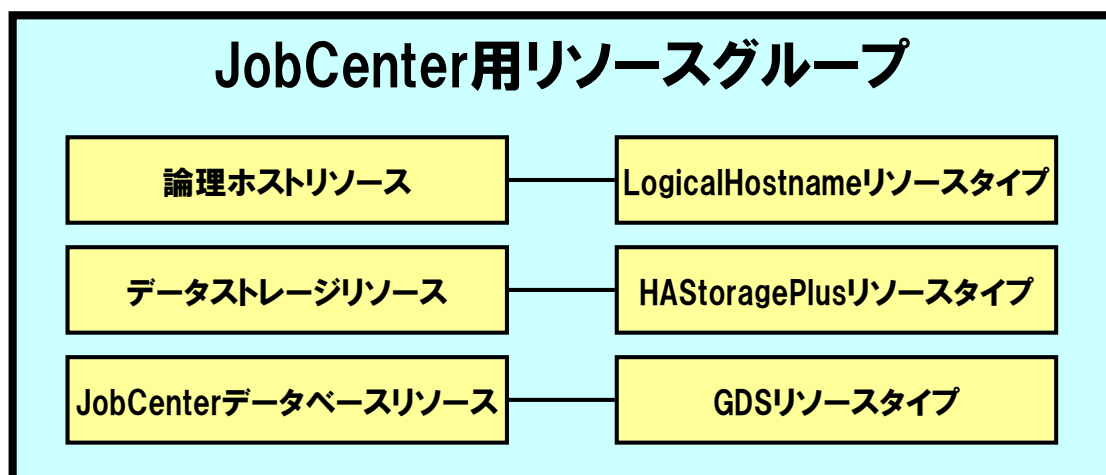 JobCenter用リソースグループ
論理ホストリソース
LogicalHostnameリソースタイプ
データストレージリソース
HAStoragePlusリソースタイプ
JobCenterデータベースリソース
GDSリソースタイプ